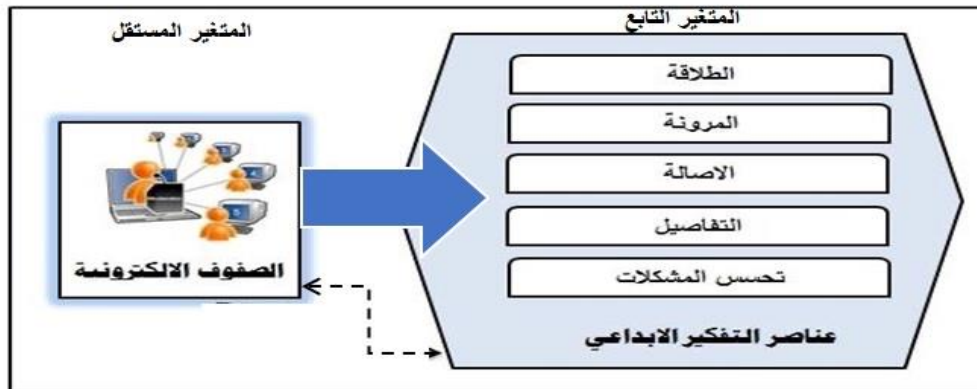 المتغير التابع
المتغير المستقل
الطلاقة
المرونة
الاصالة
التفاصيل
تحسس المشكلات
عناصر التفكير الابداعي
الصفوف الالكترونية